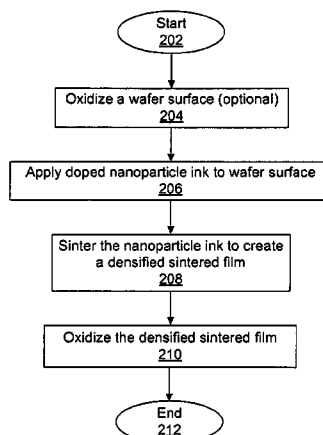 Start
202
Oxidize a wafer surface (optional)
204
Apply doped nanoparticle ink to wafer surface
206
Sinter the nanoparticle ink to create
a densified sintered film
208
Oxidize the densified sintered film
210
End
212